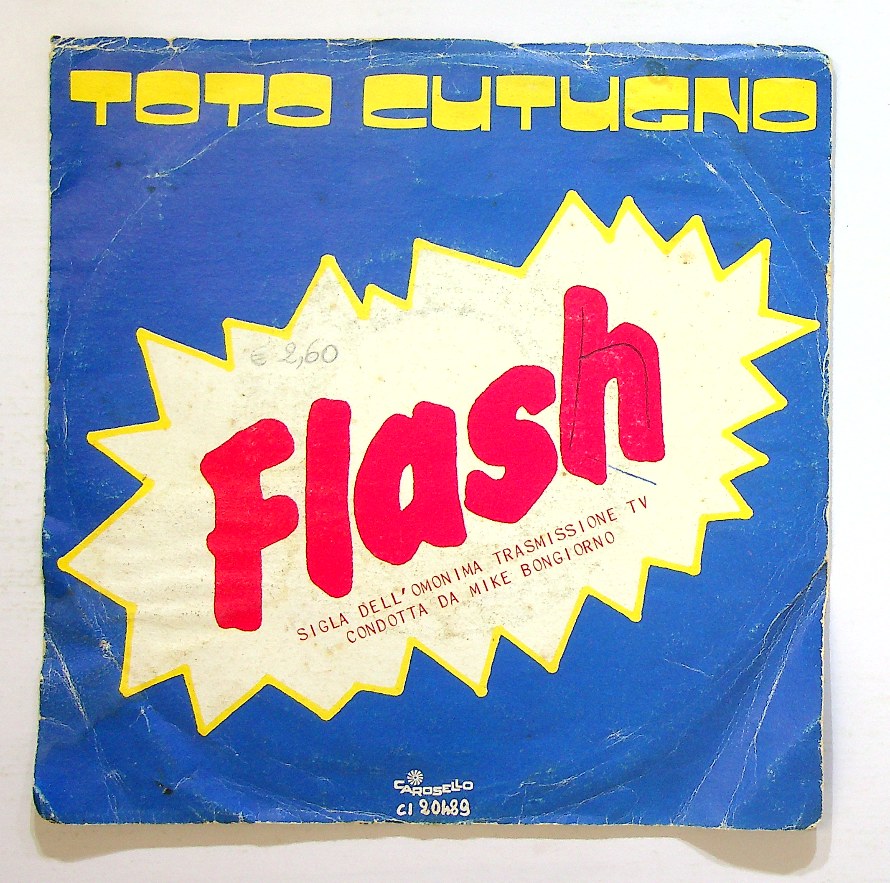 TOTO CUTUGNO
€ 2,60
Flash
SIGLA DELL'OMONIMA TRASMISSIONE TV
CONDOTTA DA MIKE BONGIORNO
CAROSELLO
CI 20489